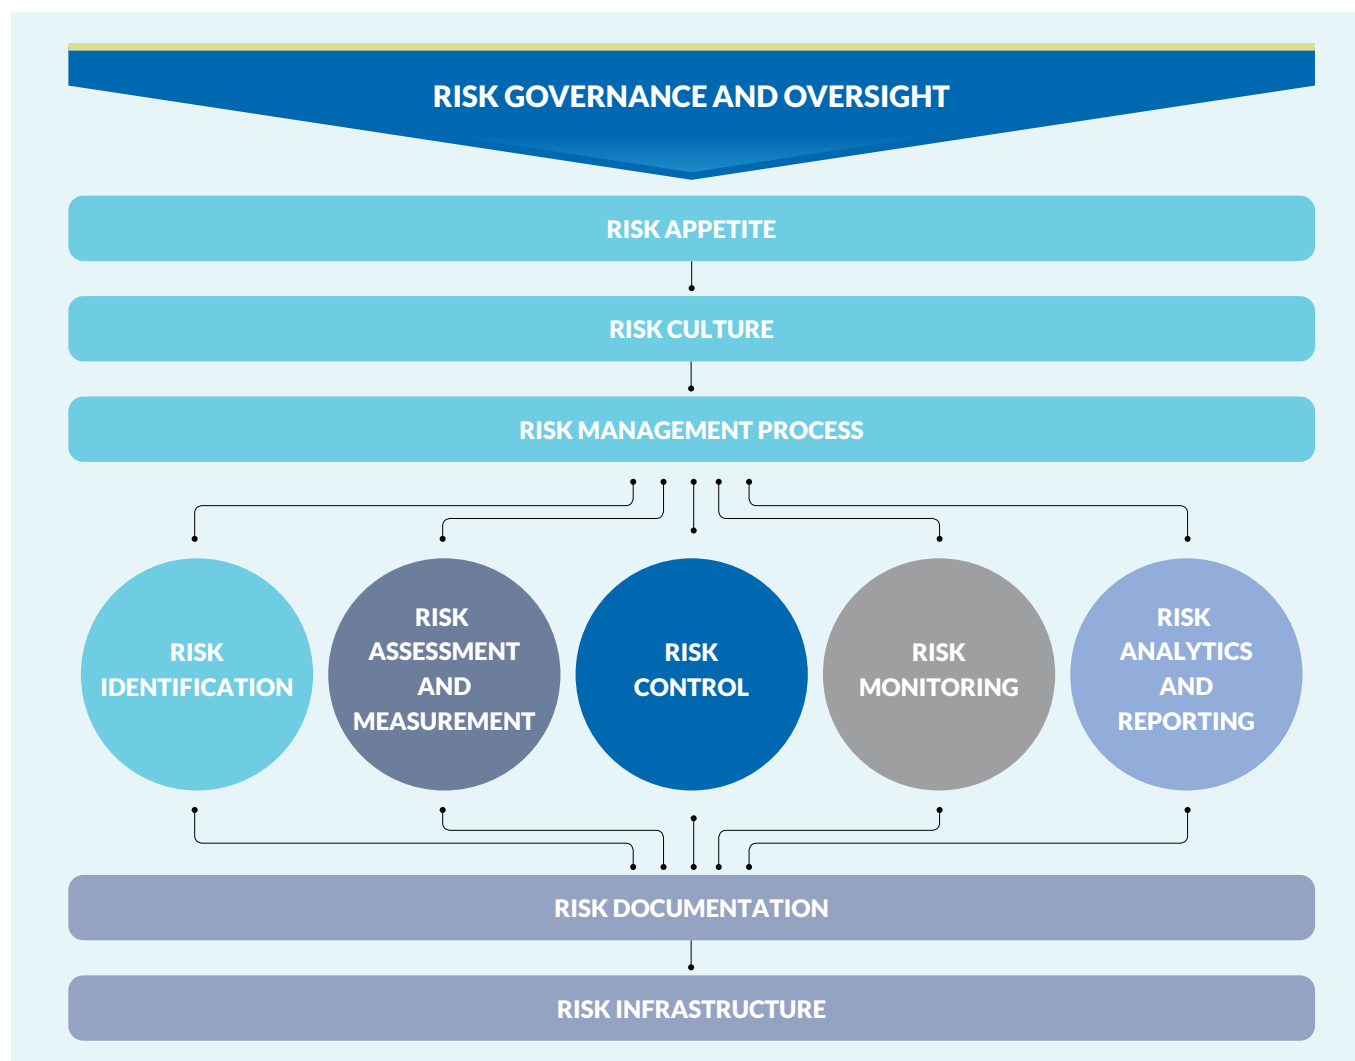 RISK GOVERNANCE AND OVERSIGHT
RISK APPETITE
RISK CULTURE
RISK MANAGEMENT PROCESS
RISK
IDENTIFICATION
RISK
ASSESSMENT
AND
MEASUREMENT
RISK
CONTROL
RISK
MONITORING
RISK
ANALYTICS
AND
REPORTING
RISK DOCUMENTATION
RISK INFRASTRUCTURE